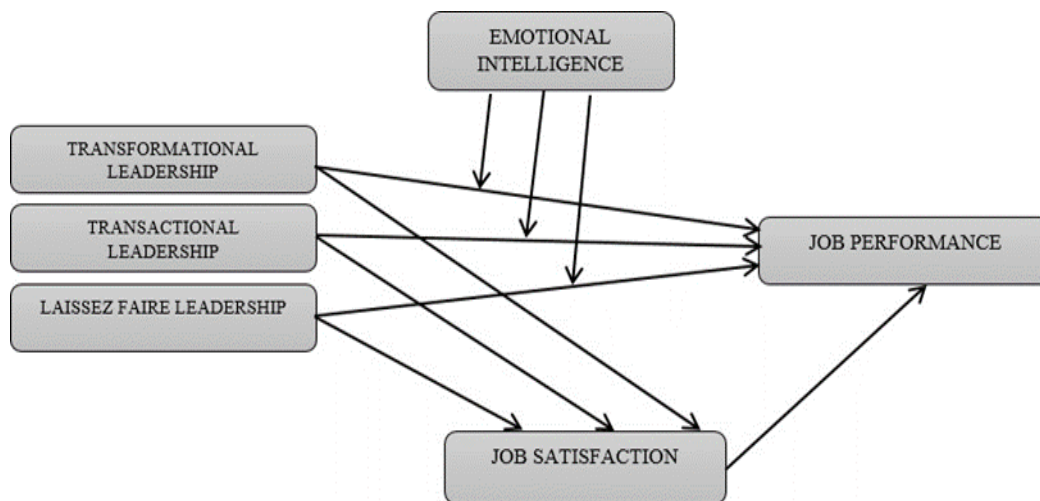 EMOTIONAL
INTELLIGENCE
TRANSFORMATIONAL
LEADERSHIP
TRANSACTIONAL
LEADERSHIP
LAISSEZ FAIRE LEADERSHIP
JOB PERFORMANCE
JOB SATISFACTION